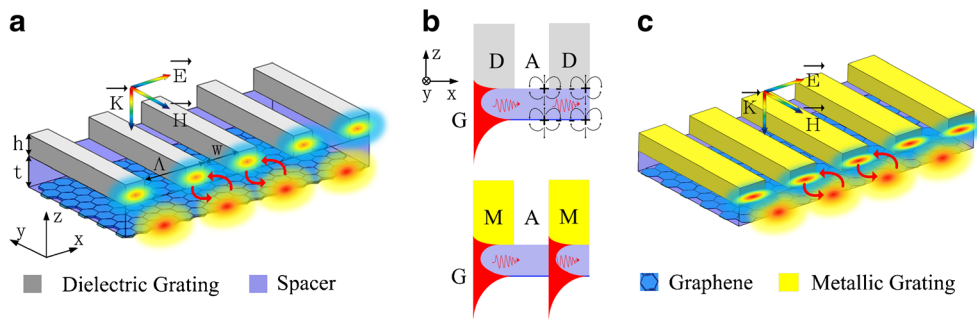 a
b
c
E
K
H
h
t
Λ
w
y
z
x
Dielectric Grating
Spacer
z
y
x
D
A
D
G
M
A
M
G
E
K
H
Graphene
Metallic Grating